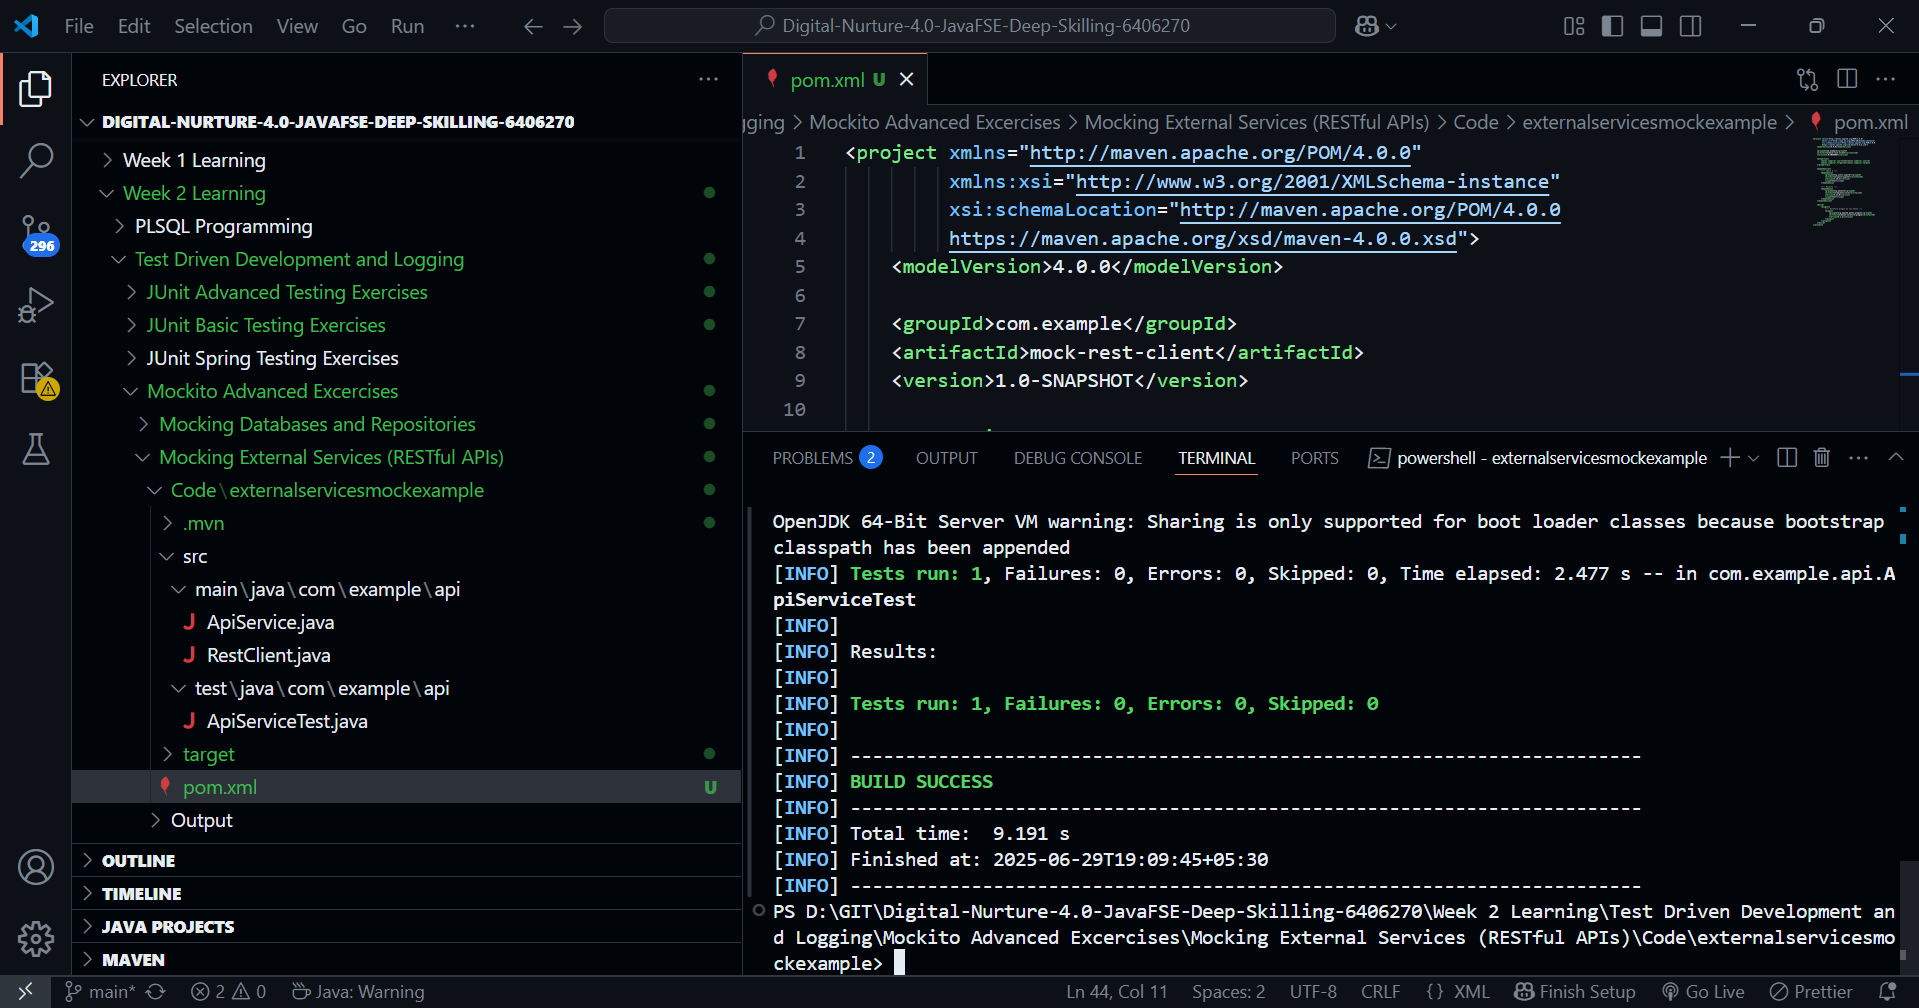 File Edit Selection View Go Run ··· Digital-Nurture-4.0-JavaFSE-Deep-Skilling-6406270
EXPLORER
DIGITAL-NURTURE-4.0-JAVAFSE-DEEP-SKILLING-6406270
Week 1 Learning
Week 2 Learning
PLSQL Programming
Test Driven Development and Logging
JUnit Advanced Testing Exercises
JUnit Basic Testing Exercises
JUnit Spring Testing Exercises
Mockito Advanced Excercises
Mocking Databases and Repositories
Mocking External Services (RESTful APIs)
Code\externalservicesmockexample
.mvn
src
main\java\com\example\api
J ApiService.java
J RestClient.java
test\java\com\example\api
J ApiServiceTest.java
target
pom.xml U
Output
OUTLINE
TIMELINE
JAVA PROJECTS
MAVEN
296
pom.xml U
gging > Mockito Advanced Excercises > Mocking External Services (RESTful APIs) > Code > externalservicesmockexample > pom.xml
1 <project xmlns="http://maven.apache.org/POM/4.0.0"
2 xmlns:xsi="http://www.w3.org/2001/XMLSchema-instance"
3 xsi:schemaLocation="http://maven.apache.org/POM/4.0.0
4 https://maven.apache.org/xsd/maven-4.0.0.xsd">
5 <modelVersion>4.0.0</modelVersion>
6
7 <groupId>com.example</groupId>
8 <artifactId>mock-rest-client</artifactId>
9 <version>1.0-SNAPSHOT</version>
10
PROBLEMS 2 OUTPUT DEBUG CONSOLE TERMINAL PORTS powershell - externalservicesmockexample
OpenJDK 64-Bit Server VM warning: Sharing is only supported for boot loader classes because bootstrap
classpath has been appended
[INFO] Tests run: 1, Failures: 0, Errors: 0, Skipped: 0, Time elapsed: 2.477 s -- in com.example.api.A
piServiceTest
[INFO]
[INFO] Results:
[INFO]
[INFO] Tests run: 1, Failures: 0, Errors: 0, Skipped: 0
[INFO]
[INFO] ------------------------------------------------------------------------
[INFO] BUILD SUCCESS
[INFO] ------------------------------------------------------------------------
[INFO] Total time:  9.191 s
[INFO] Finished at: 2025-06-29T19:09:45+05:30
[INFO] ------------------------------------------------------------------------
PS D:\GIT\Digital-Nurture-4.0-JavaFSE-Deep-Skilling-6406270\Week 2 Learning\Test Driven Development an
d Logging\Mockito Advanced Excercises\Mocking External Services (RESTful APIs)\Code\externalservicesmo
ckexample>
main* 2 0 Java: Warning Ln 44, Col 11 Spaces: 2 UTF-8 CRLF {} XML Finish Setup Go Live Prettier